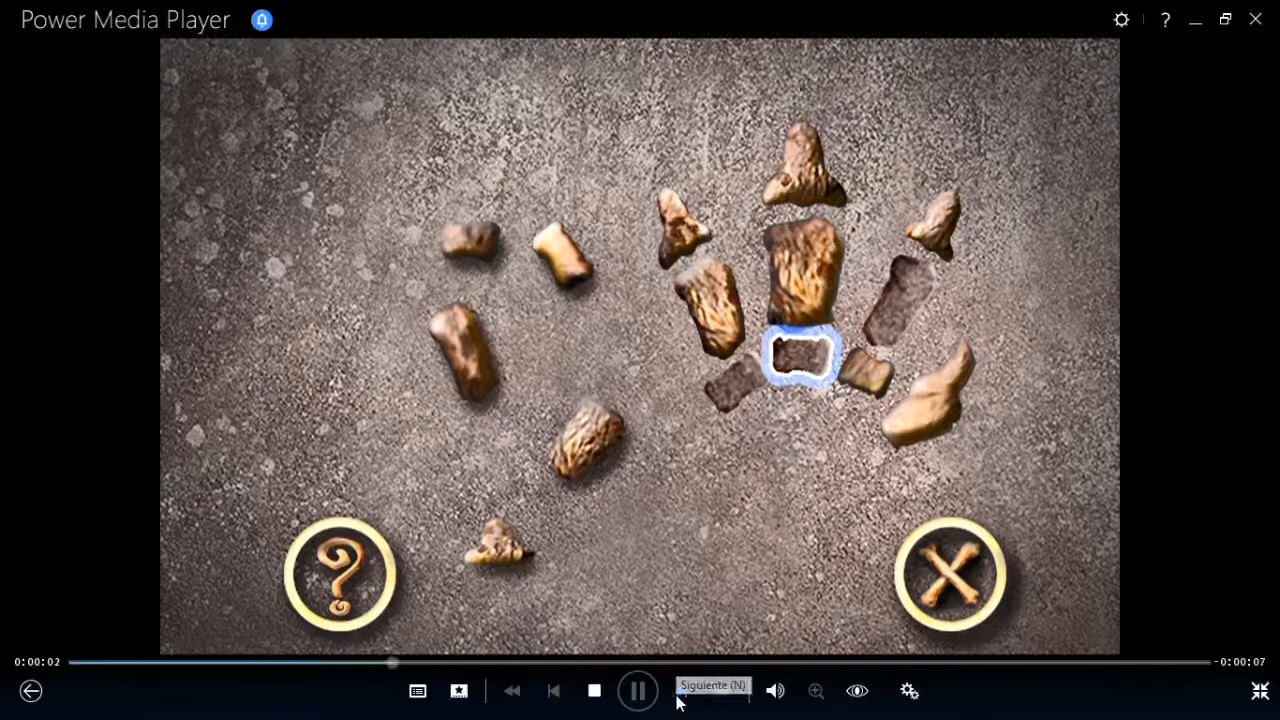 Power Media Player
?
?
X
0:00:02
-0:00:07
Siguiente (N)